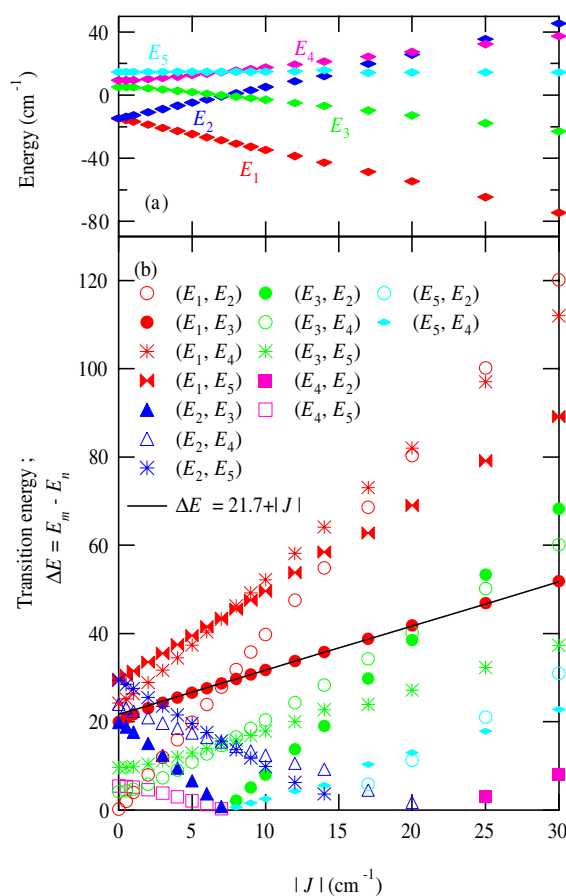 40
0
-40
-80
Energy (cm⁻¹)
E₅
E₄
E₂
E₃
E₁
(a)
(b)
120
100
80
60
40
20
0
Transition energy ;
ΔE = Eₘ - Eₙ
(E₁, E₂)
(E₁, E₃)
(E₁, E₄)
(E₁, E₅)
(E₂, E₃)
(E₂, E₄)
(E₂, E₅)
(E₃, E₂)
(E₃, E₄)
(E₃, E₅)
(E₄, E₂)
(E₄, E₅)
(E₅, E₂)
(E₅, E₄)
ΔE = 21.7+|J|
0 5 10 15 20 25 30
|J| (cm⁻¹)